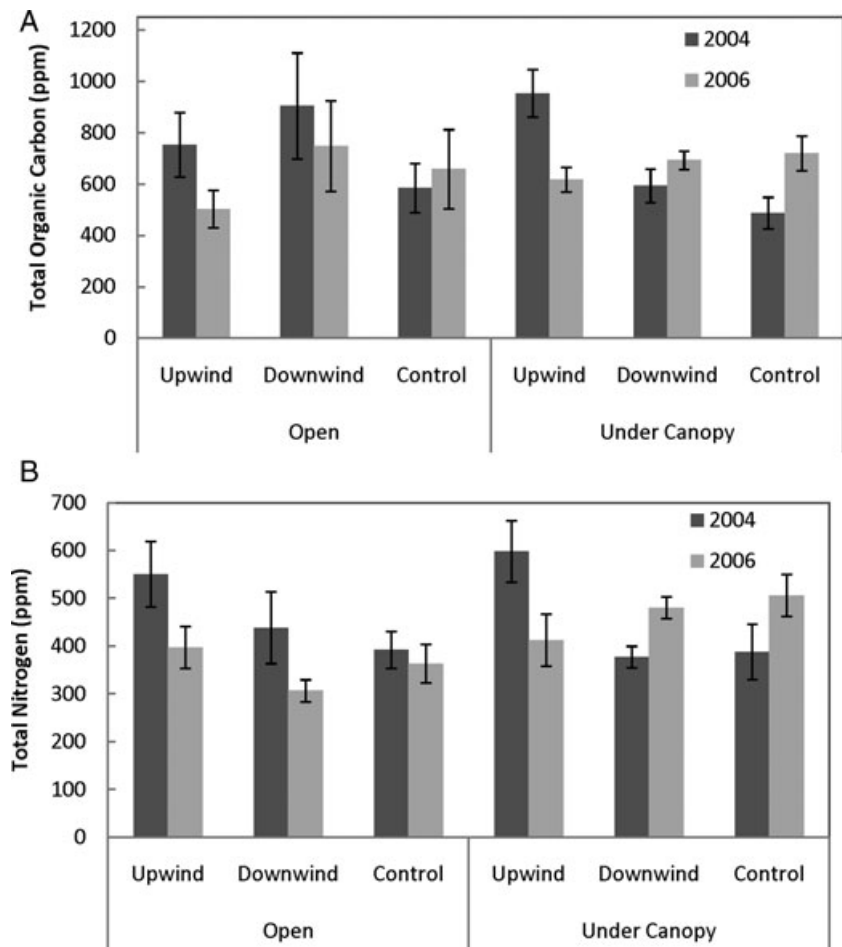 A
Total Organic Carbon (ppm)
1200
1000
800
600
400
200
0
2004
2006
Upwind Downwind Control Upwind Downwind Control
Open Under Canopy
B
Total Nitrogen (ppm)
700
600
500
400
300
200
100
0
2004
2006
Upwind Downwind Control Upwind Downwind Control
Open Under Canopy